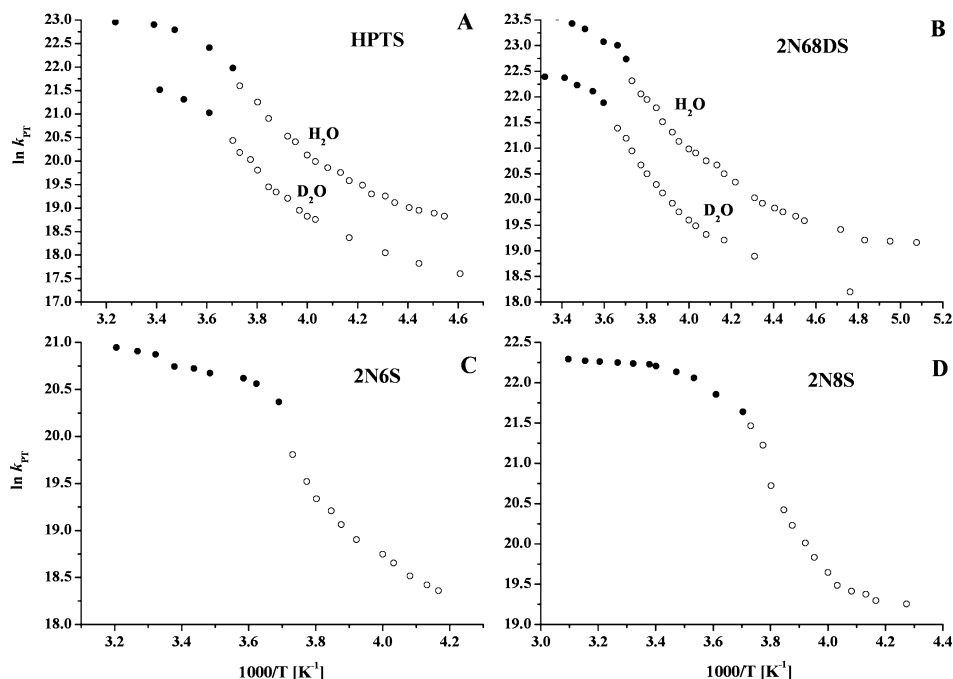 A
HPTS
H2O
D2O
ln kPT
23.0
22.5
22.0
21.5
21.0
20.5
20.0
19.5
19.0
18.5
18.0
17.5
17.0
3.2 3.4 3.6 3.8 4.0 4.2 4.4 4.6
B
2N68DS
H2O
D2O
23.5
23.0
22.5
22.0
21.5
21.0
20.5
20.0
19.5
19.0
18.5
18.0
3.4 3.6 3.8 4.0 4.2 4.4 4.6 4.8 5.0 5.2
C
2N6S
ln kPT
21.0
20.5
20.0
19.5
19.0
18.5
18.0
3.2 3.4 3.6 3.8 4.0 4.2
1000/T [K-1]
D
2N8S
22.5
22.0
21.5
21.0
20.5
20.0
19.5
19.0
3.0 3.2 3.4 3.6 3.8 4.0 4.2 4.4
1000/T [K-1]